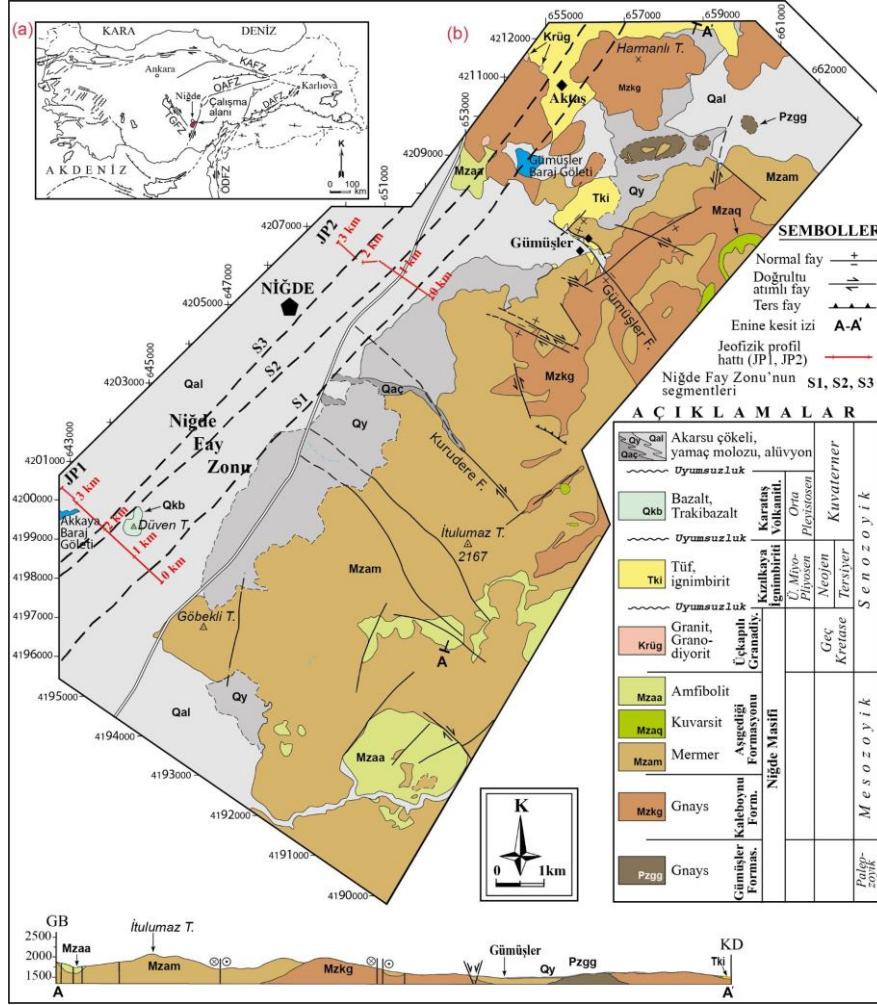 (a)
KARA DENİZ
Ankara
KAFZ
OAFZ
Karlıova
Niğde
Çalışma
alanı
DAFZ
GFZ
AKDENİZ
ÖDFZ
K
0 100
km
(b)
655000
657000
659000
661000
662000
4212000
4211000
653000
4209000
651000
4207000
4205000
647000
4203000
645000
4201000
643000
4200000
4199000
4198000
4197000
4196000
4195000
4194000
4193000
4192000
4191000
4190000
A'
Krüg
Harmanlı T.
Mzkg
Aktaş
Qal
Pzgg
Mzaa
Gümüşler
Baraj Göleti
Qy
Mzam
Tki
Mzaq
Gümüşler
Gümüşler F.
JP2
3 km
2 km
1 km
0 km
NİĞDE
S3
S2
S1
Qal
Qaç
Mzkg
Niğde
Fay
Zonu
Qy
Kurudere F.
JP1
3 km
Qkb
2 km
Düven T.
Akkaya
Baraj
Göleti
1 km
0 km
İtulumaz T.
2167
Mzam
Göbekli T.
A
Qy
Qal
Mzaa
K
0 1km
SEMBOLLER
Normal fay
Doğrultu
atımlı fay
Ters fay
Enine kesit izi A-A'
Jeofizik profil
hattı (JP1, JP2)
Niğde Fay Zonu'nun S1, S2, S3
segmentleri
AÇIKLAMALAR
Qy Qal
Qaç
Akarsu çökeli,
yamaç molozu, alüvyon
Uyumsuzluk
Qkb
Bazalt,
Trakibazalt
Karataş
Volkanitl.
Orta
Pleyistosen
Kuvaterner
Uyumsuzluk
Tki
Tüf,
ignimbirit
Kızılkaya
İgnimbiriti
Ü. Miyo-
Pliyosen
Neojen
Tersiyer
Senozoyik
Uyumsuzluk
Krüg
Granit,
Grano-
diyorit
Üçkapılı
Granadiy.
Geç
Kretase
Mzaa
Amfibolit
Mzaq
Kuvarsit
Mzam
Mermer
Aşıgediği
Formasyonu
Niğde Masifi
Mesozoyik
Mzkg
Gnays
Kaleboynu
Form.
Pzgg
Gnays
Gümüşler
Formas.
Paleo-
zoyik
GB
KD
2500
2000
1500
Mzaa
İtulumaz T.
Mzam
Mzkg
Gümüşler
Qy
Pzgg
Tki
A
A'